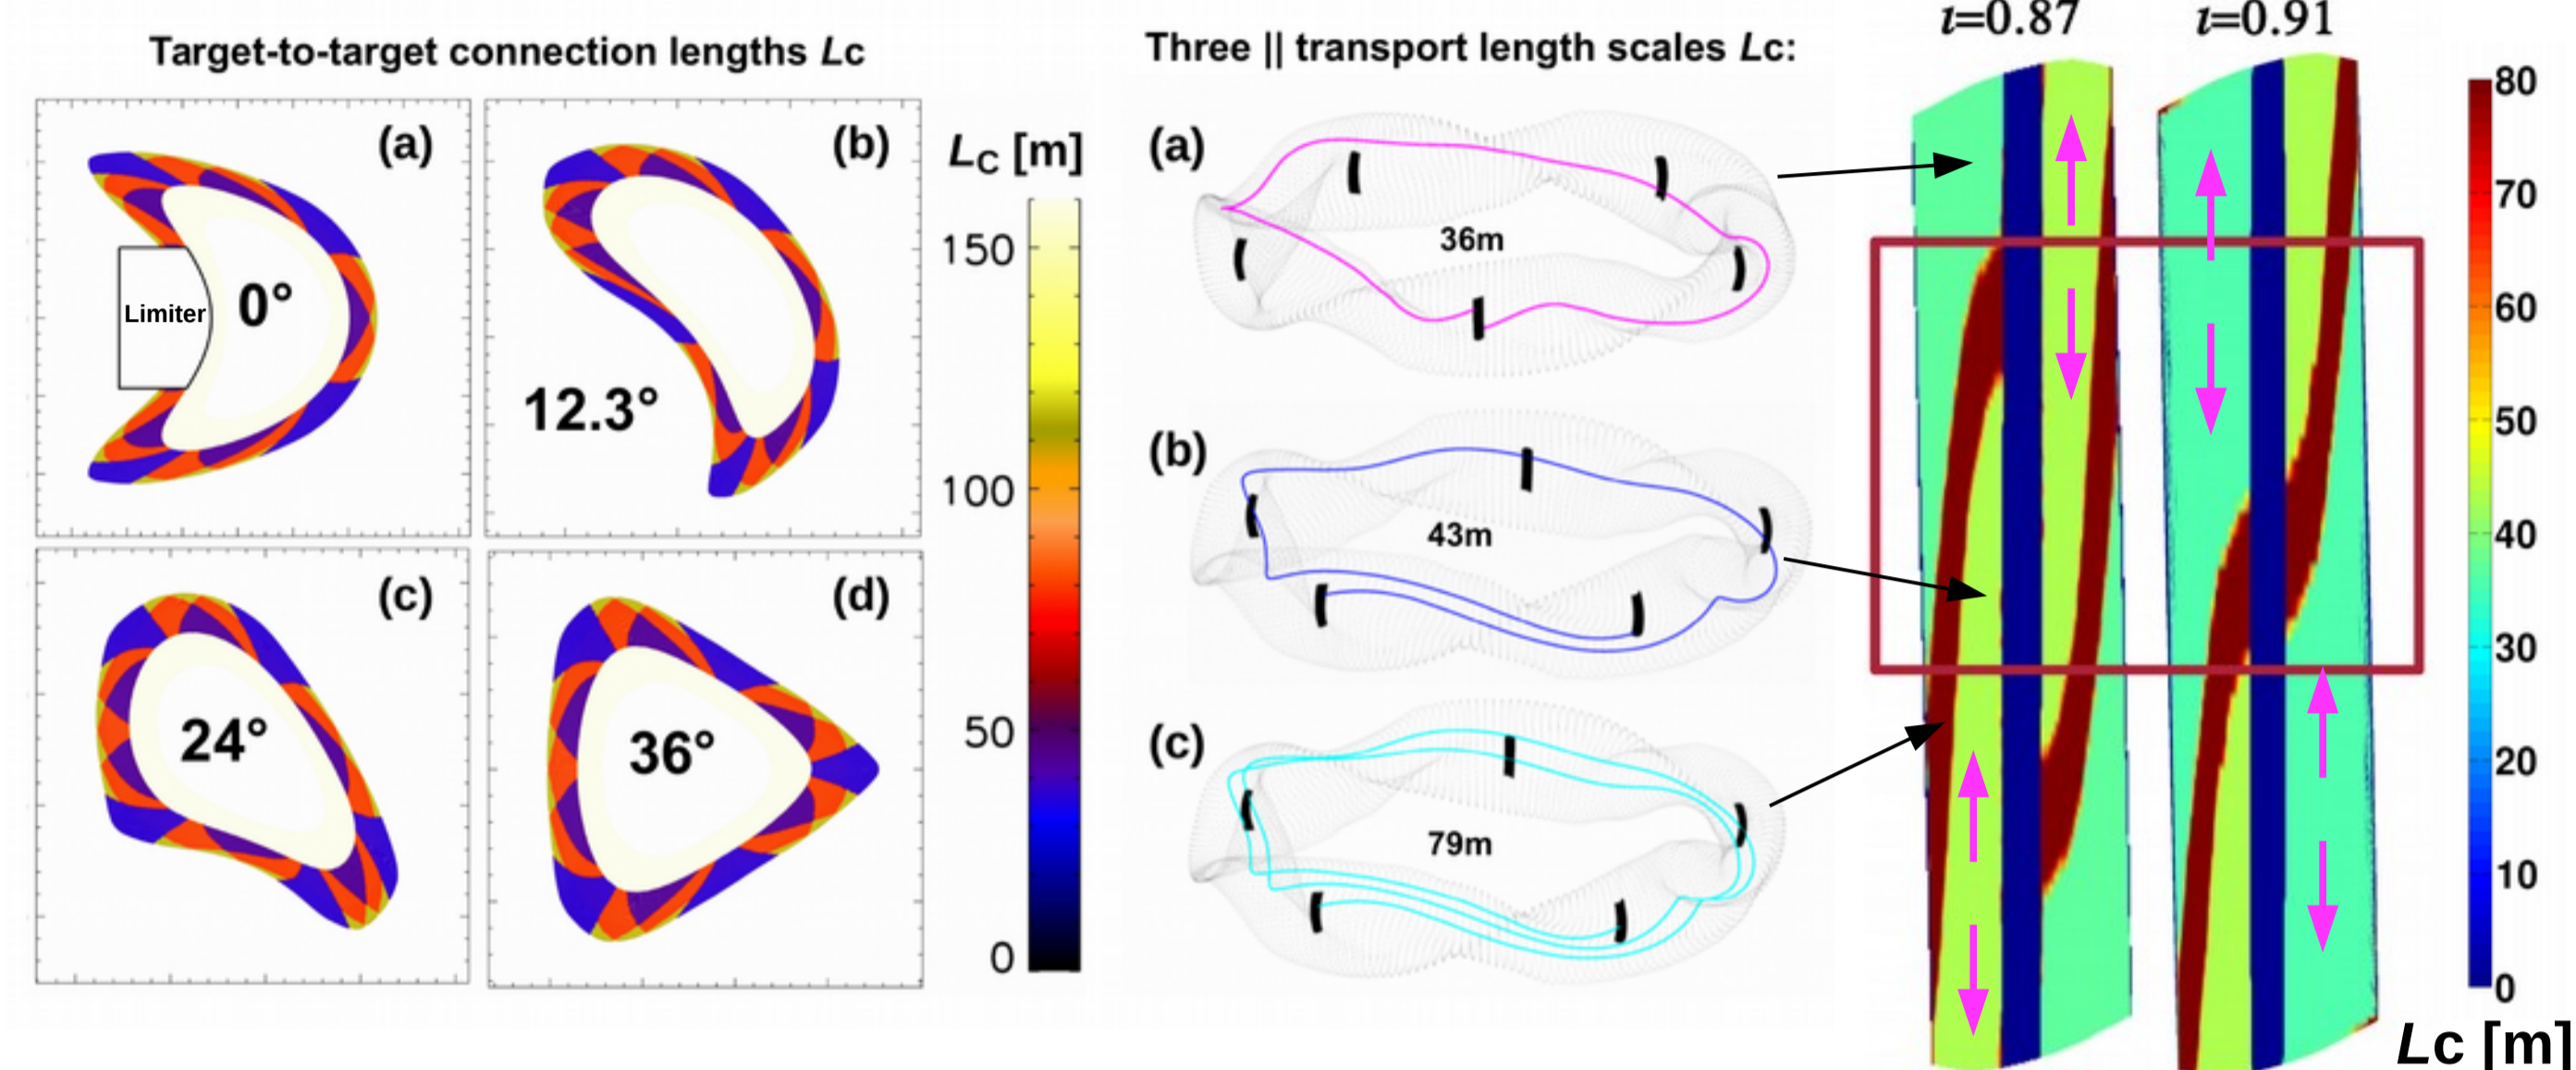 Target-to-target connection lengths Lc
(a)
Limiter
0°
(b)
12.3°
(c)
24°
(d)
36°
LC [m]
150
100
50
0
Three || transport length scales Lc:
(a)
36m
(b)
43m
(c)
79m
ι=0.87
ι=0.91
80
70
60
50
40
30
20
10
0
Lc [m]